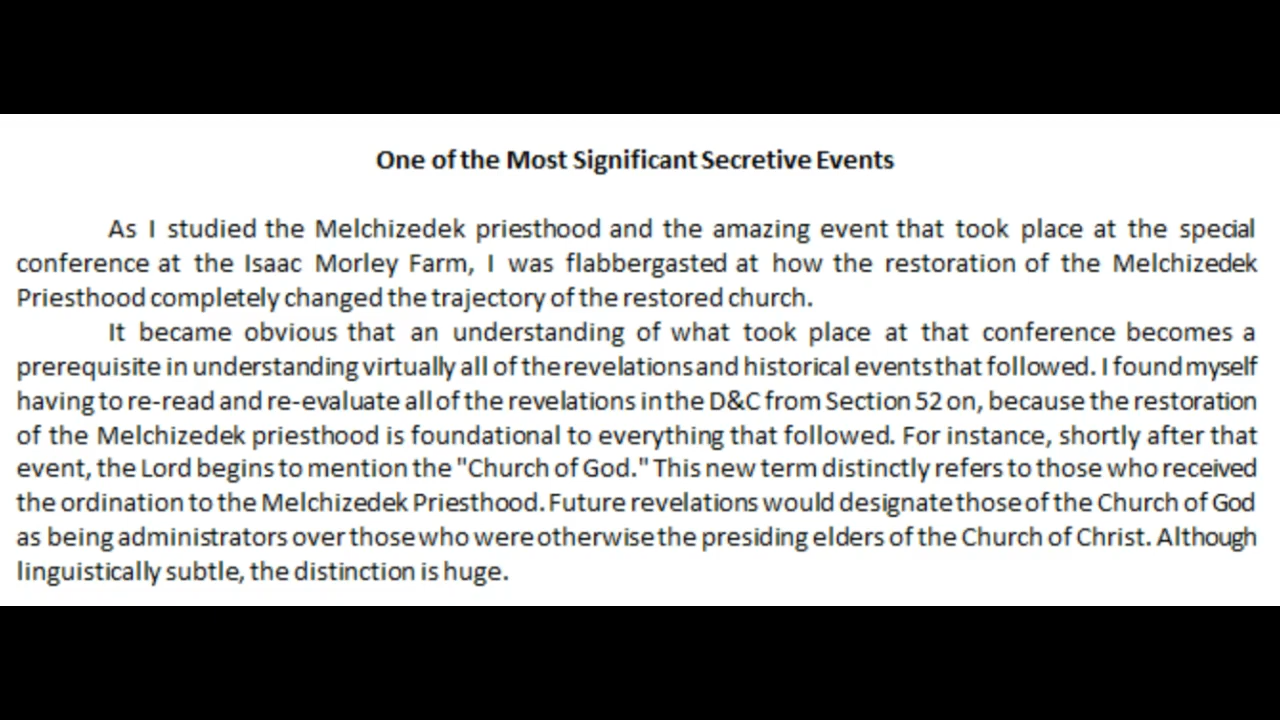 One of the Most Significant Secretive Events
As I studied the Melchizedek priesthood and the amazing event that took place at the special
conference at the Isaac Morley Farm, I was flabbergasted at how the restoration of the Melchizedek
Priesthood completely changed the trajectory of the restored church.
It became obvious that an understanding of what took place at that conference becomes a
prerequisite in understanding virtually all of the revelations and historical events that followed. I found myself
having to re-read and re-evaluate all of the revelations in the D&C from Section 52 on, because the restoration
of the Melchizedek priesthood is foundational to everything that followed. For instance, shortly after that
event, the Lord begins to mention the "Church of God." This new term distinctly refers to those who received
the ordination to the Melchizedek Priesthood. Future revelations would designate those of the Church of God
as being administrators over those who were otherwise the presiding elders of the Church of Christ. Although
linguistically subtle, the distinction is huge.